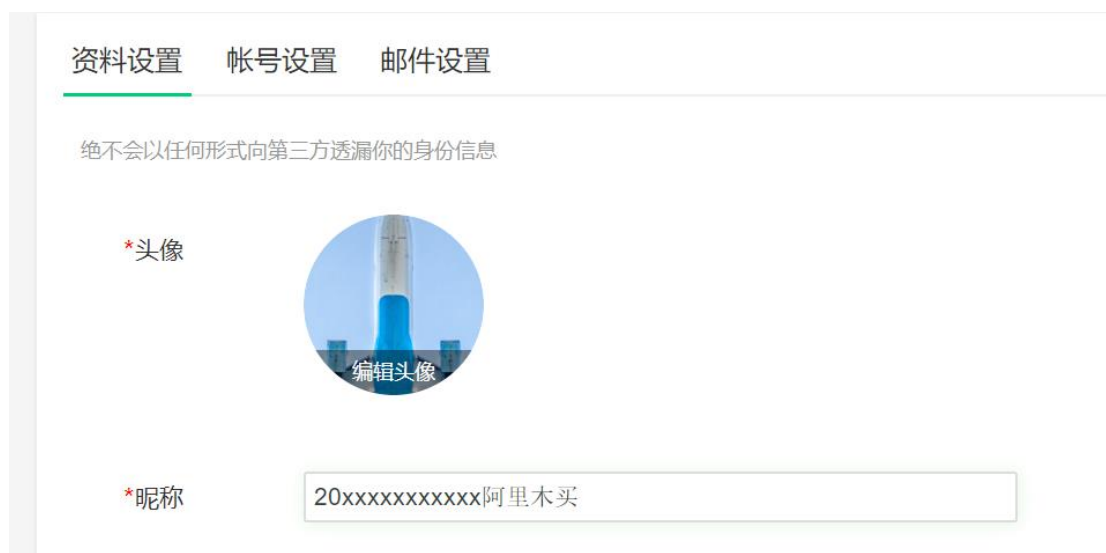 资料设置 帐号设置 邮件设置
绝不会以任何形式向第三方透漏你的身份信息
*头像
编辑头像
*昵称 20xxxxxxxxxxx阿里木买